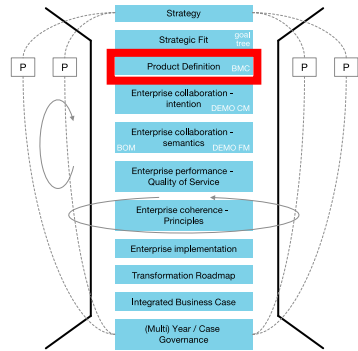 Strategy
Strategic Fit
goal
tree
P
P
Product Definition
BMC
P
P
Enterprise collaboration -
intention
DEMO CM
Enterprise collaboration -
semantics
BOM
DEMO FM
Enterprise performance -
Quality of Service
Enterprise coherence -
Principles
Enterprise implementation
Transformation Roadmap
Integrated Business Case
(Multi) Year / Case
Governance